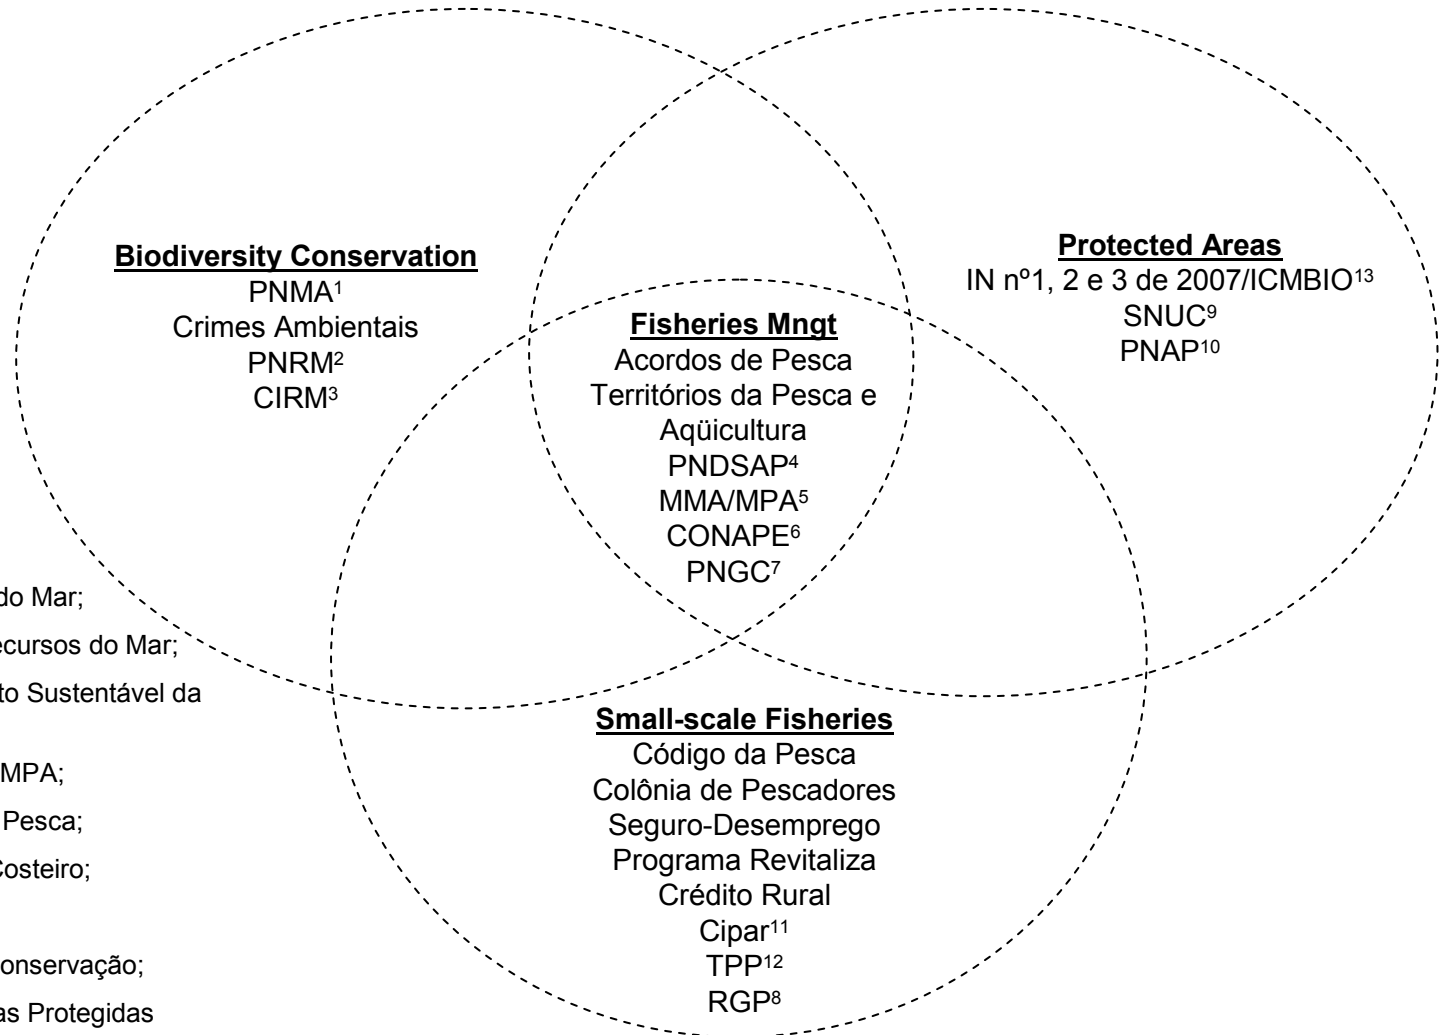 Biodiversity Conservation
PNMA¹
Crimes Ambientais
PNRM²
CIRM³
Protected Areas
IN nº1, 2 e 3 de 2007/ICMBIO¹³
SNUC⁹
PNAP¹⁰
Fisheries Mngt
Acordos de Pesca
Territórios da Pesca e
Aqüicultura
PNDSAP⁴
MMA/MPA⁵
CONAPE⁶
PNGC⁷
Small-scale Fisheries
Código da Pesca
Colônia de Pescadores
Seguro-Desemprego
Programa Revitaliza
Crédito Rural
Cipar¹¹
TPP¹²
RGP⁸
do Mar;
ecursos do Mar;
to Sustentável da
MPA;
Pesca;
Costeiro;
onservação;
as Protegidas